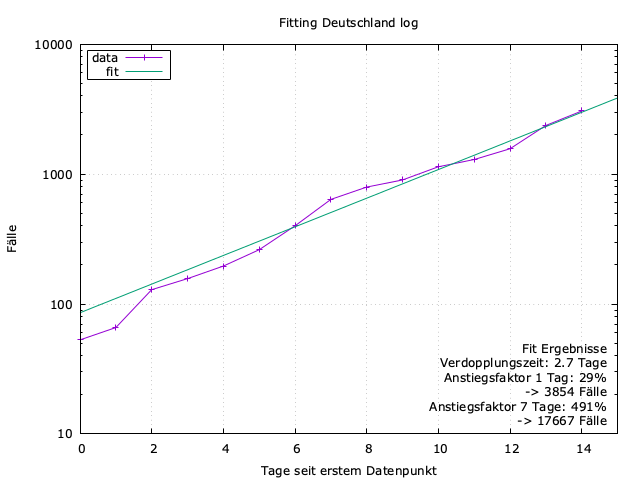 Fitting Deutschland log
10000
1000
100
10
data
fit
Fälle
Fit Ergebnisse
Verdopplungszeit: 2.7 Tage
Anstiegsfaktor 1 Tag: 29%
-> 3854 Fälle
Anstiegsfaktor 7 Tage: 491%
-> 17667 Fälle
0 2 4 6 8 10 12 14
Tage seit erstem Datenpunkt